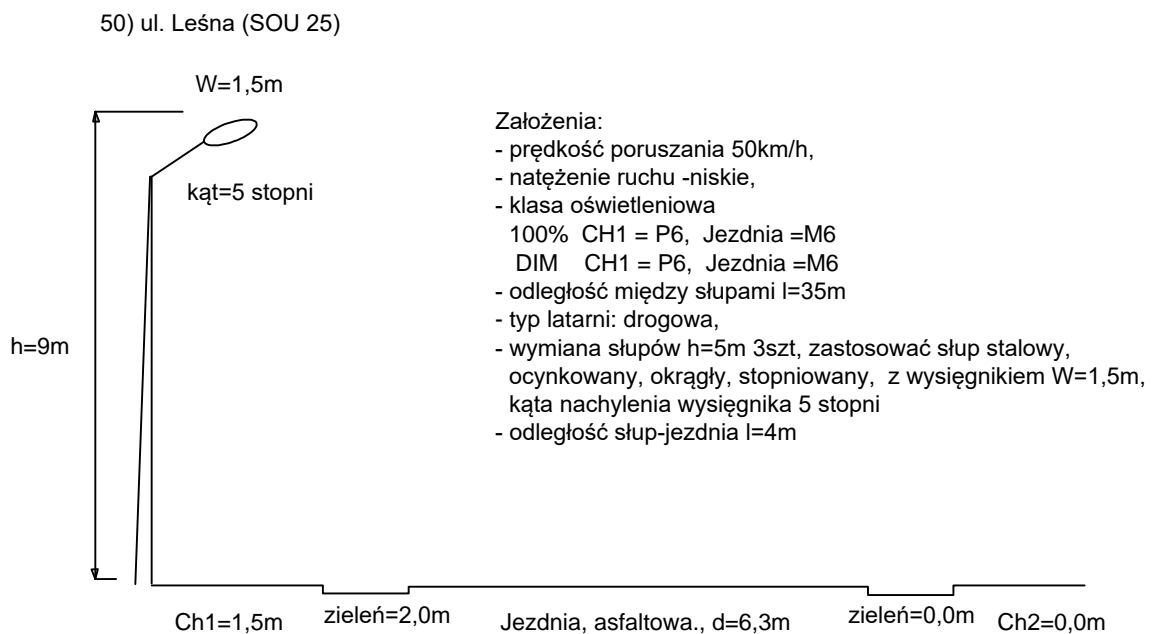 50) ul. Leśna (SOU 25)
W=1,5m
kąt=5 stopni
h=9m
Założenia:
- prędkość poruszania 50km/h,
- natężenie ruchu -niskie,
- klasa oświetleniowa
100% CH1 = P6, Jezdnia =M6
DIM CH1 = P6, Jezdnia =M6
- odległość między słupami l=35m
- typ latarni: drogowa,
- wymiana słupów h=5m 3szt, zastosować słup stalowy,
ocynkowany, okrągły, stopniowany, z wysięgnikiem W=1,5m,
kąta nachylenia wysięgnika 5 stopni
- odległość słup-jezdnia l=4m
Ch1=1,5m zieleń=2,0m Jezdnia, asfaltowa., d=6,3m zieleń=0,0m Ch2=0,0m